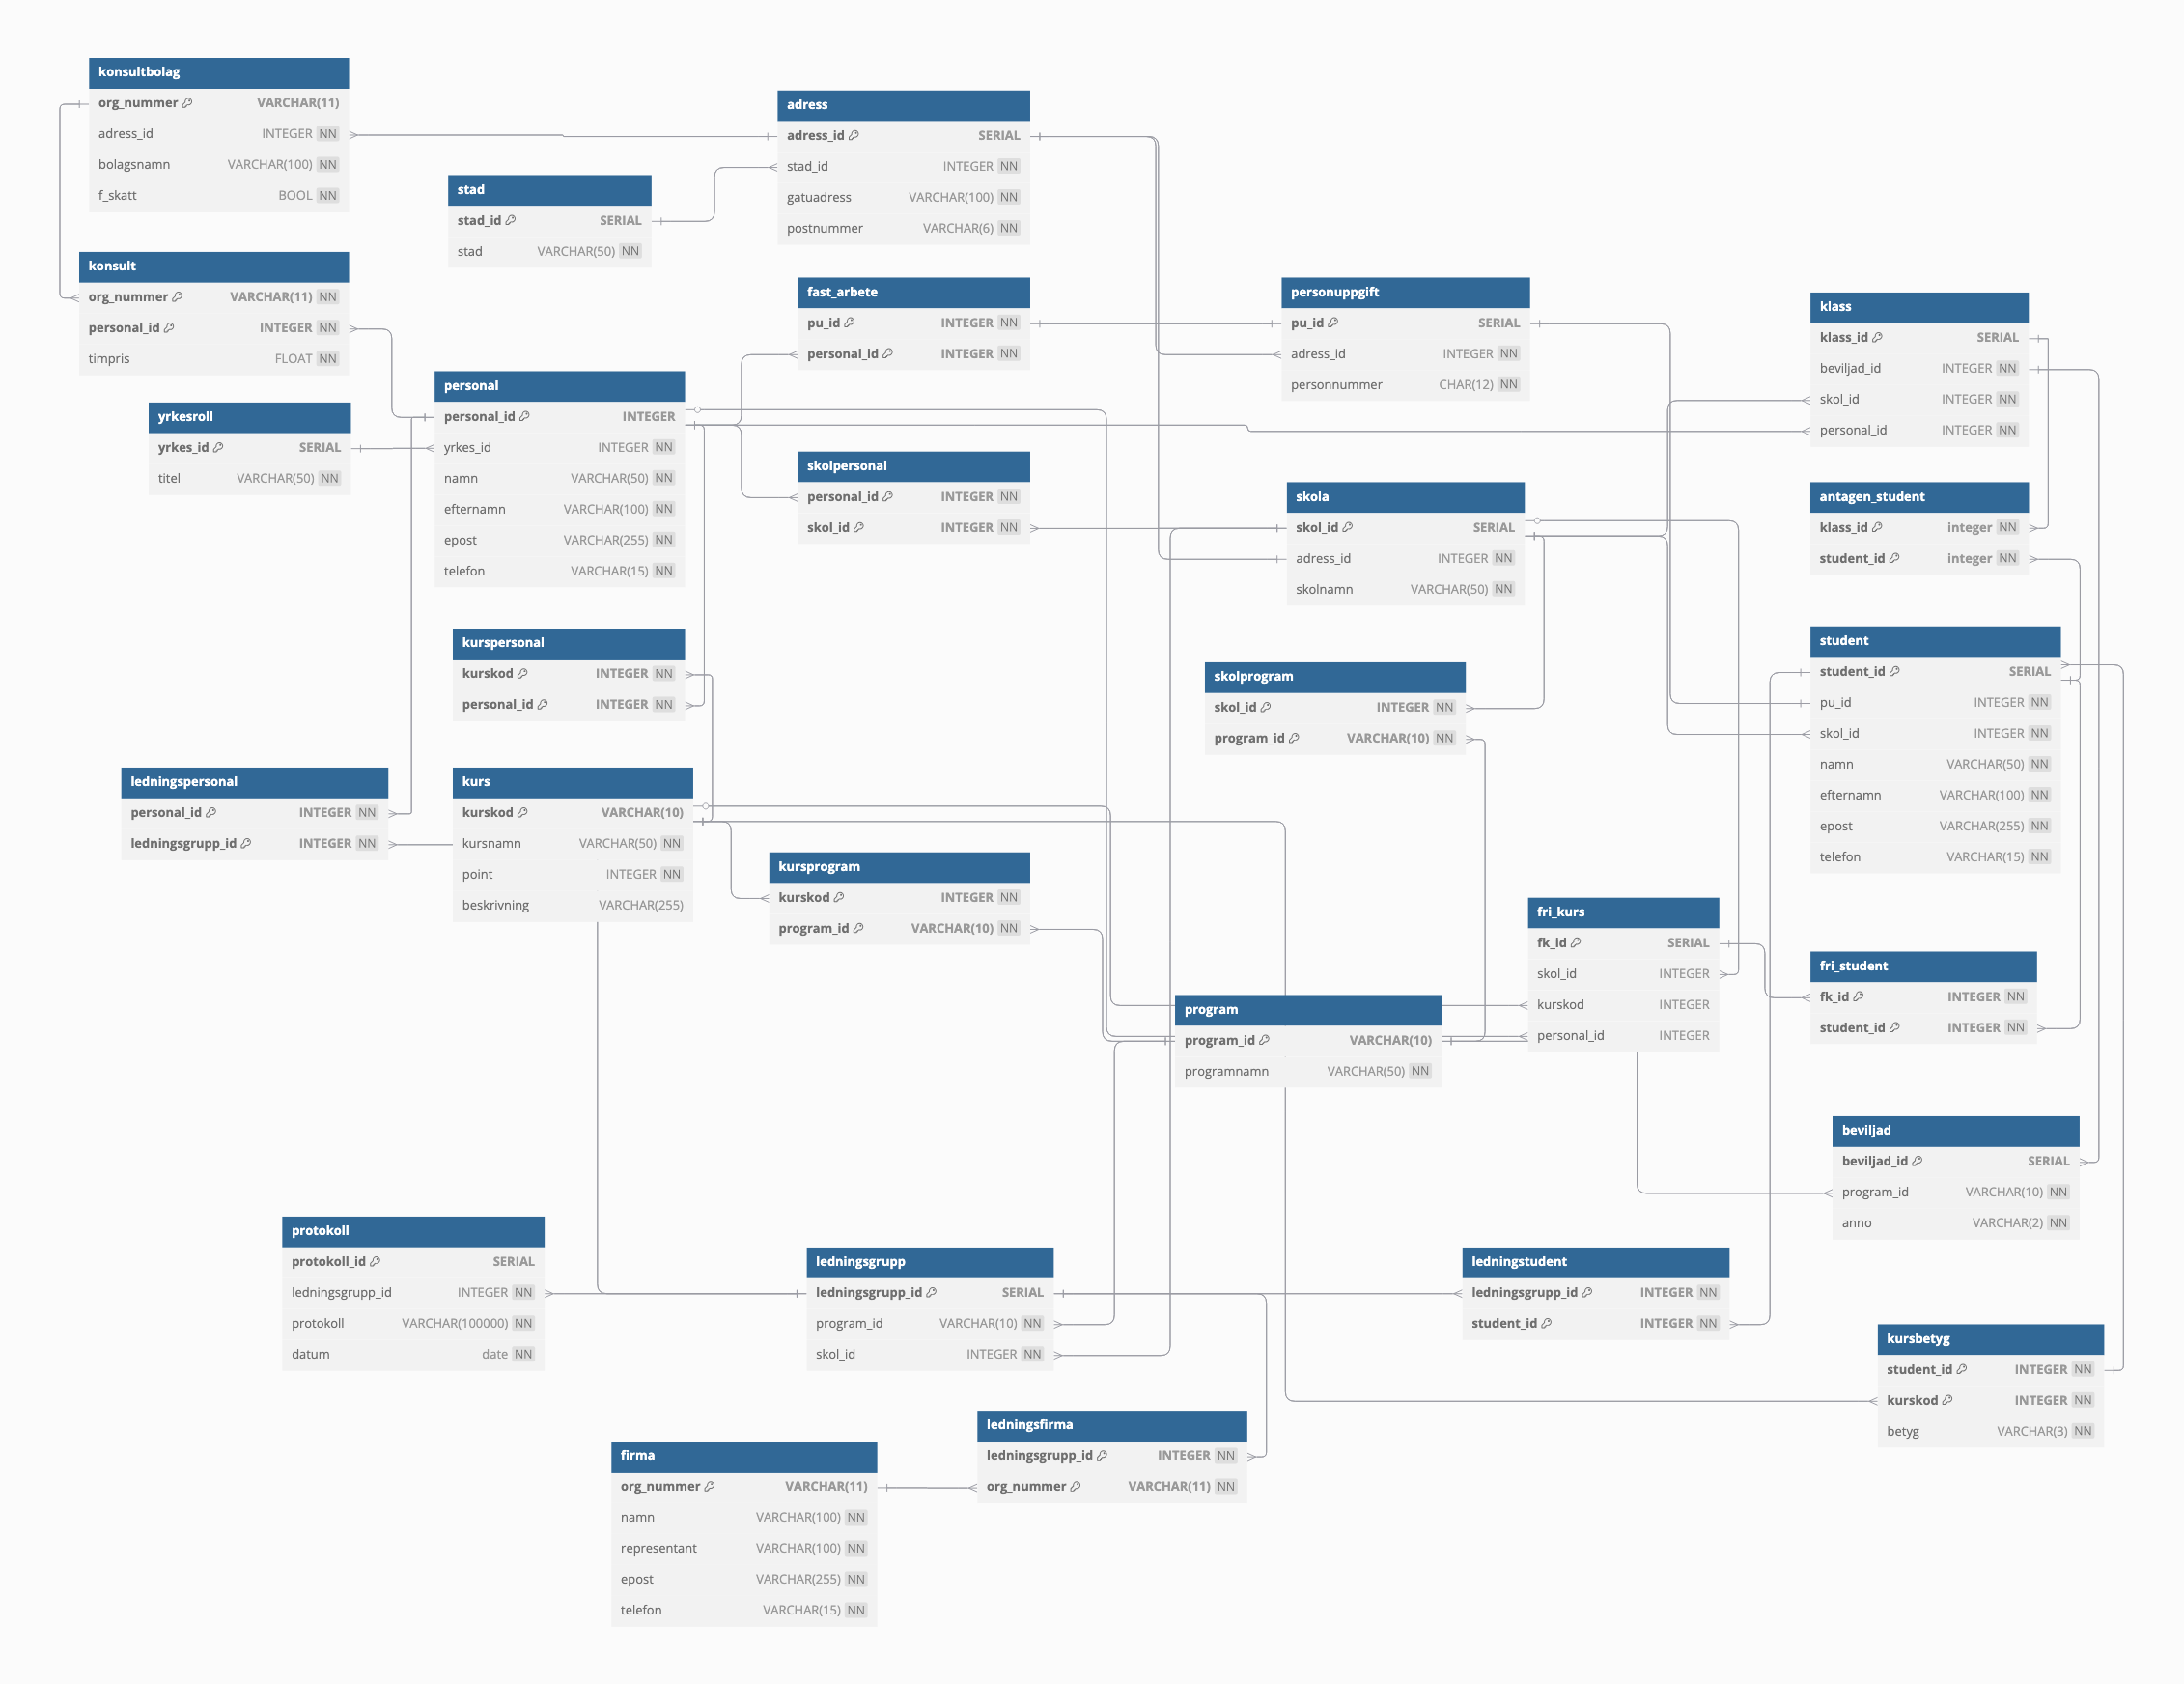 konsultbolag
org_nummer VARCHAR(11)
adress_id INTEGER NN
bolagsnamn VARCHAR(100) NN
f_skatt BOOL NN
adress
adress_id SERIAL
stad_id INTEGER NN
gatuadress VARCHAR(100) NN
postnummer VARCHAR(6) NN
stad
stad_id SERIAL
stad VARCHAR(50) NN
konsult
org_nummer VARCHAR(11) NN
personal_id INTEGER NN
timpris FLOAT NN
fast_arbete
pu_id INTEGER NN
personal_id INTEGER NN
personuppgift
pu_id SERIAL
adress_id INTEGER NN
personnummer CHAR(12) NN
klass
klass_id SERIAL
beviljad_id INTEGER NN
skol_id INTEGER NN
personal_id INTEGER NN
personal
personal_id INTEGER
yrkes_id INTEGER NN
namn VARCHAR(50) NN
efternamn VARCHAR(100) NN
epost VARCHAR(255) NN
telefon VARCHAR(15) NN
yrkesroll
yrkes_id SERIAL
titel VARCHAR(50) NN
skolpersonal
personal_id INTEGER NN
skol_id INTEGER NN
skola
skol_id SERIAL
adress_id INTEGER NN
skolnamn VARCHAR(50) NN
antagen_student
klass_id integer NN
student_id integer NN
student
student_id SERIAL
pu_id INTEGER NN
skol_id INTEGER NN
namn VARCHAR(50) NN
efternamn VARCHAR(100) NN
epost VARCHAR(255) NN
telefon VARCHAR(15) NN
kurspersonal
kurskod INTEGER NN
personal_id INTEGER NN
skolprogram
skol_id INTEGER NN
program_id VARCHAR(10) NN
ledningspersonal
personal_id INTEGER NN
ledningsgrupp_id INTEGER NN
kurs
kurskod VARCHAR(10)
kursnamn VARCHAR(50) NN
point INTEGER NN
beskrivning VARCHAR(255)
kursprogram
kurskod INTEGER NN
program_id VARCHAR(10) NN
fri_kurs
fk_id SERIAL
skol_id INTEGER
kurskod INTEGER
personal_id INTEGER
fri_student
fk_id INTEGER NN
student_id INTEGER NN
program
program_id VARCHAR(10)
programnamn VARCHAR(50) NN
beviljad
beviljad_id SERIAL
program_id VARCHAR(10) NN
anno VARCHAR(2) NN
protokoll
protokoll_id SERIAL
ledningsgrupp_id INTEGER NN
protokoll VARCHAR(100000) NN
datum date NN
ledningsgrupp
ledningsgrupp_id SERIAL
program_id VARCHAR(10) NN
skol_id INTEGER NN
ledningstudent
ledningsgrupp_id INTEGER NN
student_id INTEGER NN
kursbetyg
student_id INTEGER NN
kurskod INTEGER NN
betyg VARCHAR(3) NN
ledningsfirma
ledningsgrupp_id INTEGER NN
org_nummer VARCHAR(11) NN
firma
org_nummer VARCHAR(11)
namn VARCHAR(100) NN
representant VARCHAR(100) NN
epost VARCHAR(255) NN
telefon VARCHAR(15) NN